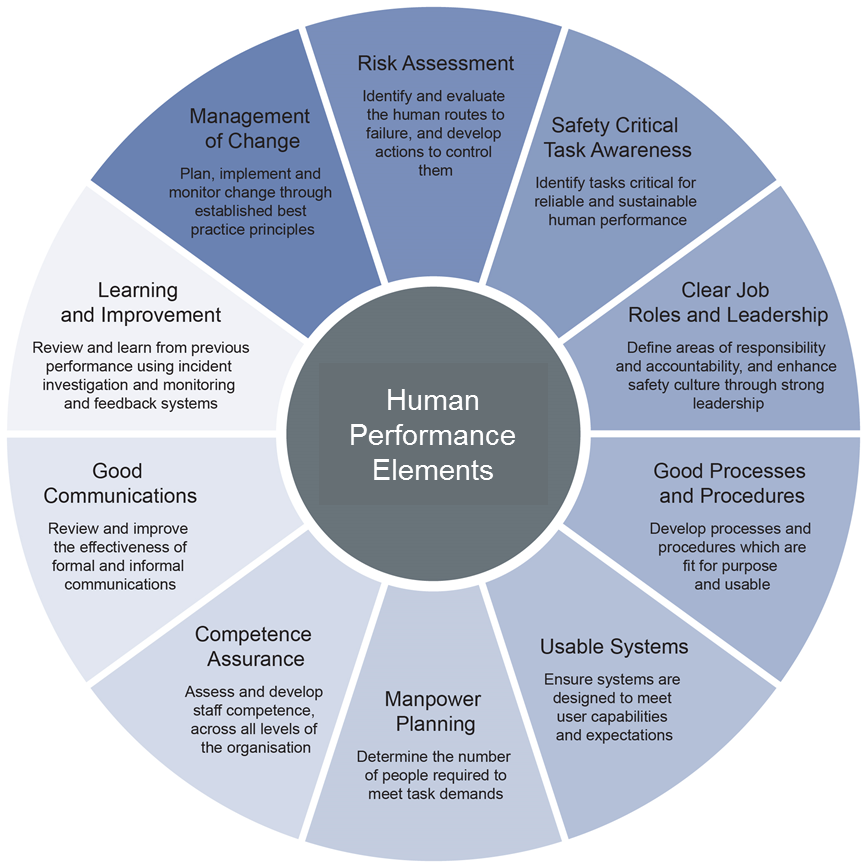 Risk Assessment
Identify and evaluate
the human routes to
failure, and develop
actions to control
them
Safety Critical
Task Awareness
Identify tasks critical for
reliable and sustainable
human performance
Clear Job
Roles and Leadership
Define areas of responsibility
and accountability, and enhance
safety culture through strong
leadership
Good Processes
and Procedures
Develop processes and
procedures which are
fit for purpose
and usable
Usable Systems
Ensure systems are
designed to meet
user capabilities
and expectations
Manpower
Planning
Determine the number
of people required to
meet task demands
Competence
Assurance
Assess and develop
staff competence,
across all levels of
the organisation
Good
Communications
Review and improve
the effectiveness of
formal and informal
communications
Learning
and Improvement
Review and learn from previous
performance using incident
investigation and monitoring
and feedback systems
Management
of Change
Plan, implement and
monitor change through
established best
practice principles
Human
Performance
Elements